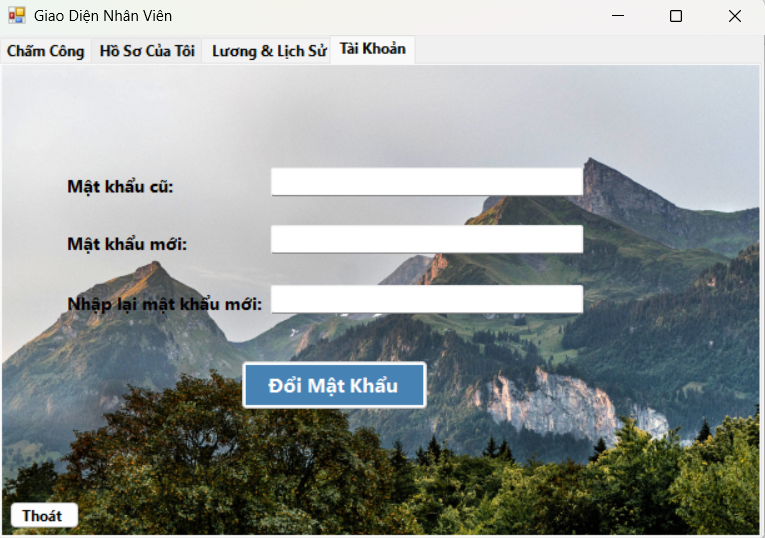 Giao Diện Nhân Viên
Chấm Công Hồ Sơ Của Tôi Lương & Lịch Sử Tài Khoản
Mật khẩu cũ:
Mật khẩu mới:
Nhập lại mật khẩu mới:
Đổi Mật Khẩu
Thoát